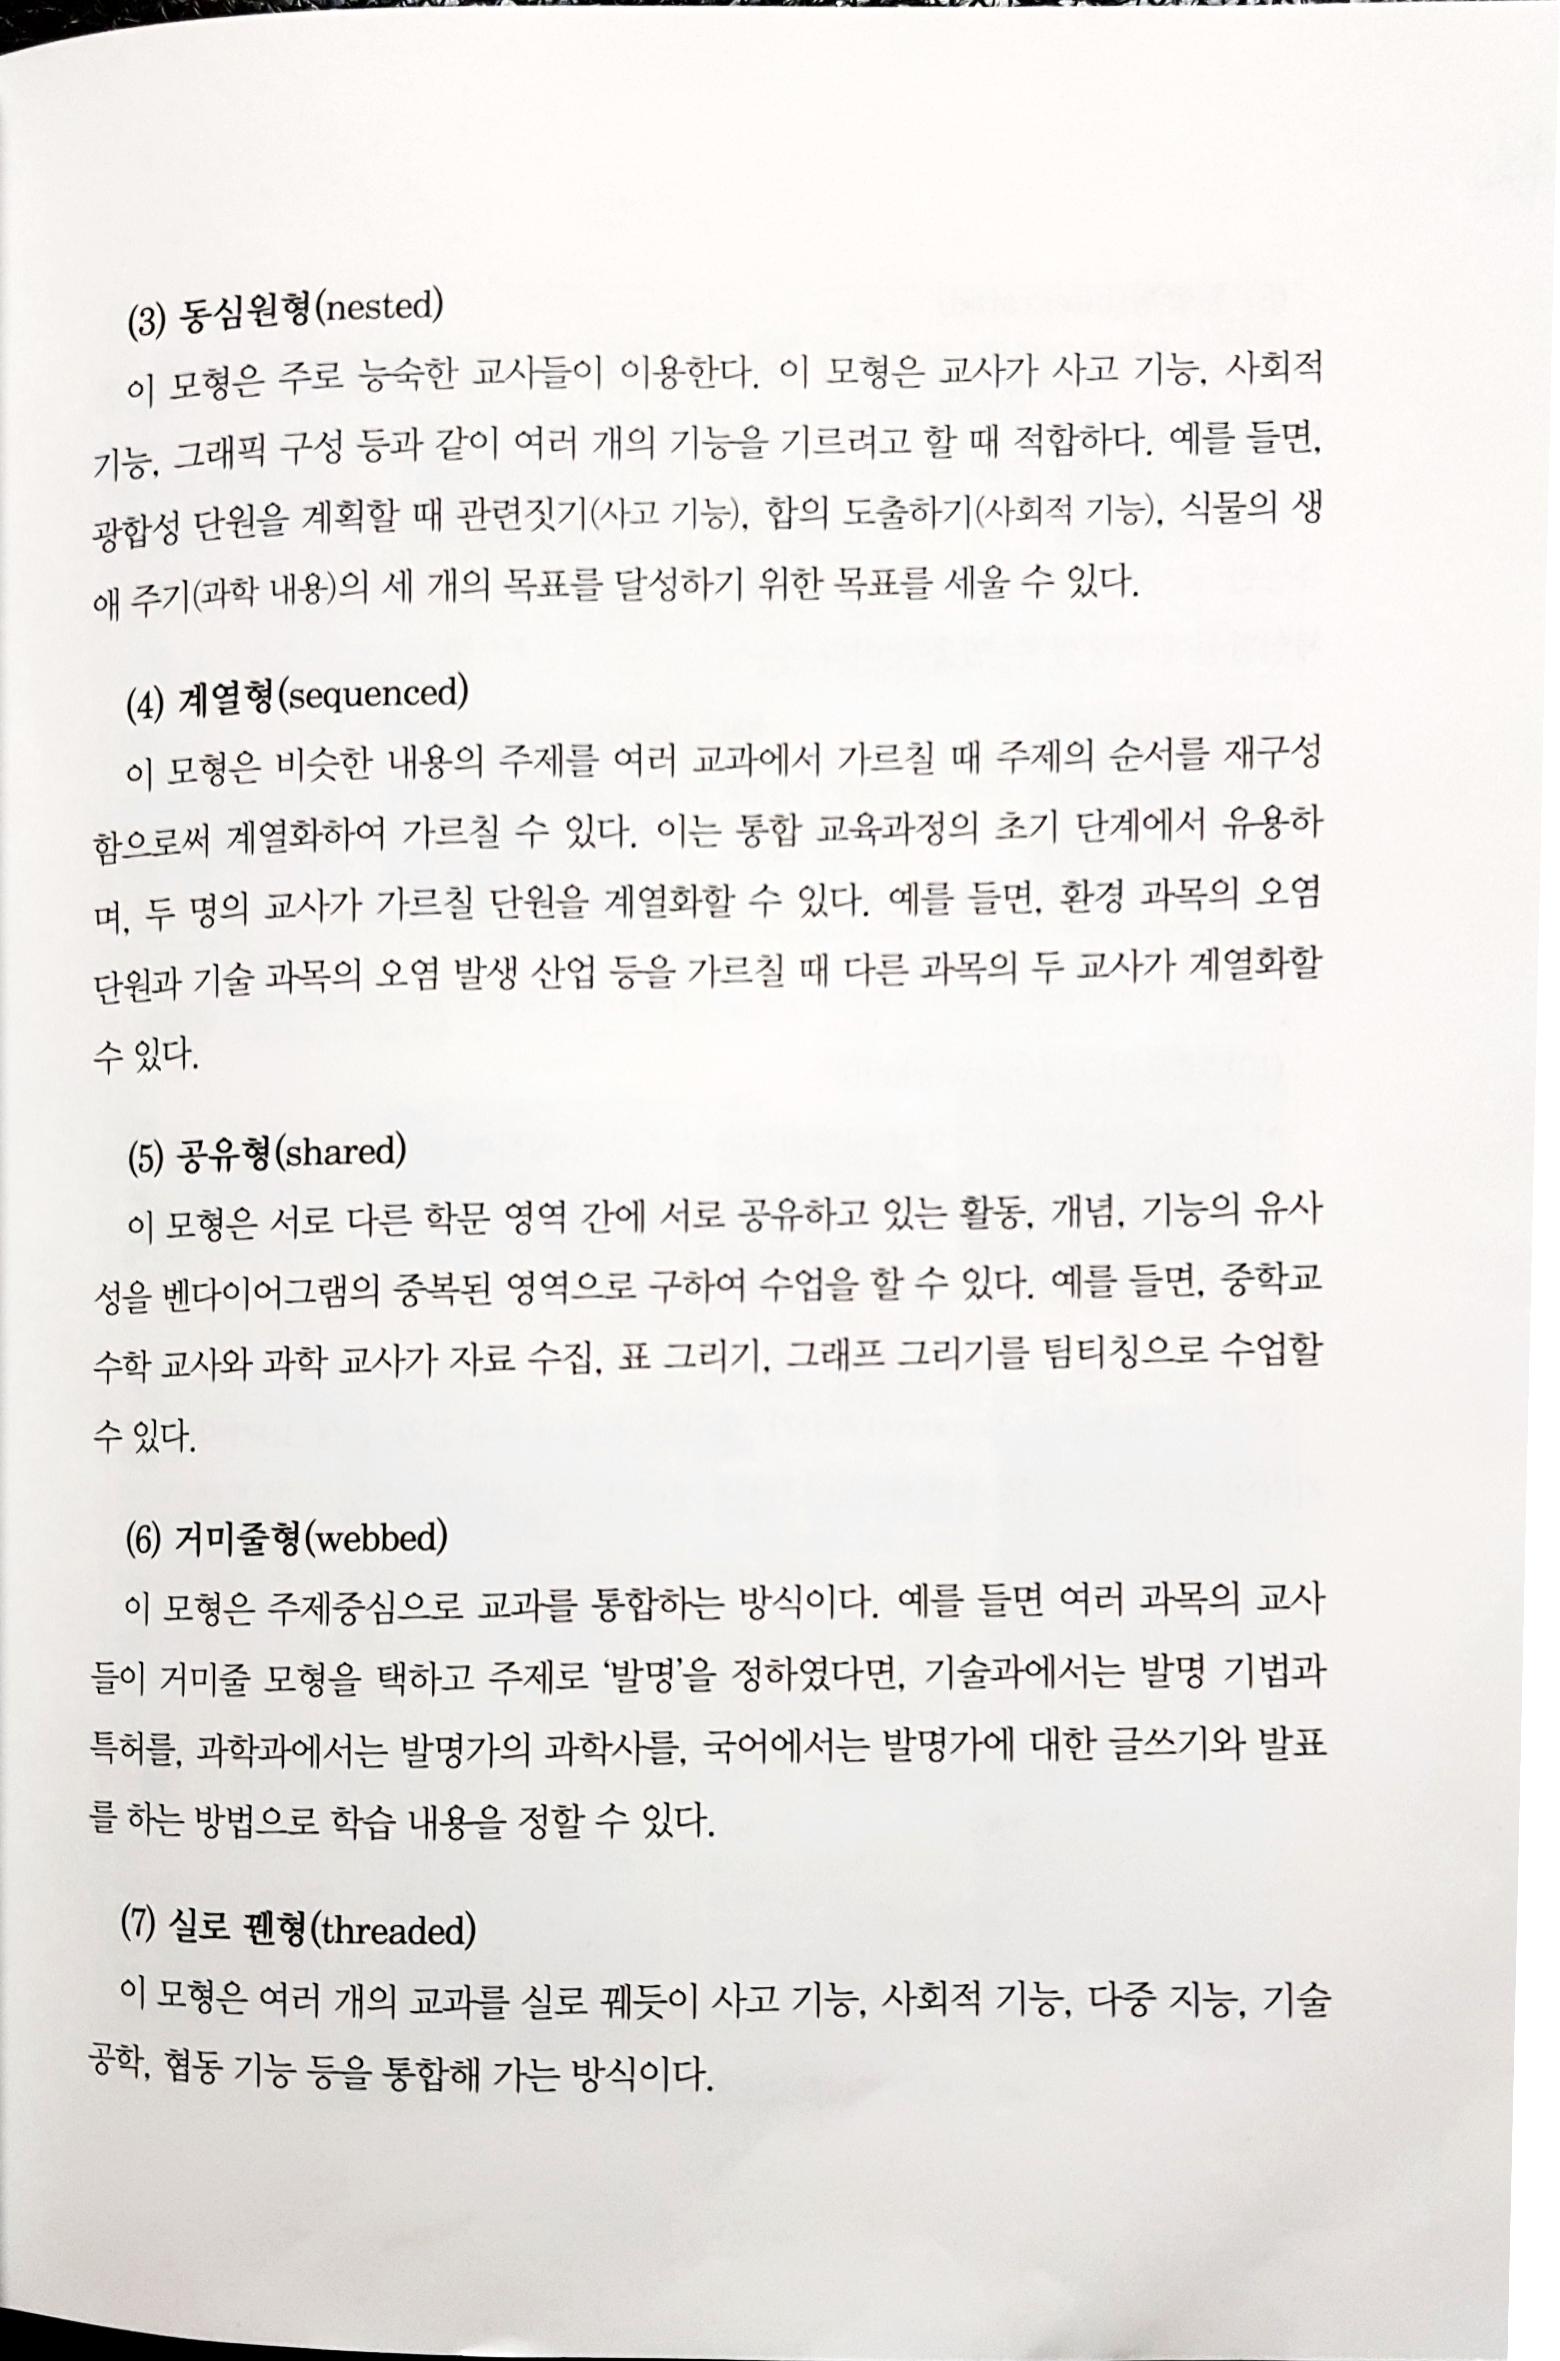 (3) 동심원형(nested)
이 모형은 주로 능숙한 교사들이 이용한다. 이 모형은 교사가 사고 기능, 사회적
기능, 그래픽 구성 등과 같이 여러 개의 기능을 기르려고 할 때 적합하다. 예를 들면,
광합성 단원을 계획할 때 관련짓기(사고 기능), 합의 도출하기(사회적 기능), 식물의 생
애 주기(과학 내용)의 세 개의 목표를 달성하기 위한 목표를 세울 수 있다.
(4) 계열형(sequenced)
이 모형은 비슷한 내용의 주제를 여러 교과에서 가르칠 때 주제의 순서를 재구성
함으로써 계열화하여 가르칠 수 있다. 이는 통합 교육과정의 초기 단계에서 유용하
며, 두 명의 교사가 가르칠 단원을 계열화할 수 있다. 예를 들면, 환경 과목의 오염
단원과 기술 과목의 오염 발생 산업 등을 가르칠 때 다른 과목의 두 교사가 계열화할
수 있다.
(5) 공유형(shared)
이 모형은 서로 다른 학문 영역 간에 서로 공유하고 있는 활동, 개념, 기능의 유사
성을 벤다이어그램의 중복된 영역으로 구하여 수업을 할 수 있다. 예를 들면, 중학교
수학 교사와 과학 교사가 자료 수집, 표 그리기, 그래프 그리기를 팀티칭으로 수업할
수 있다.
(6) 거미줄형(webbed)
이 모형은 주제중심으로 교과를 통합하는 방식이다. 예를 들면 여러 과목의 교사
들이 거미줄 모형을 택하고 주제로 ‘발명’을 정하였다면, 기술과에서는 발명 기법과
특허를, 과학과에서는 발명가의 과학사를, 국어에서는 발명가에 대한 글쓰기와 발표
를 하는 방법으로 학습 내용을 정할 수 있다.
(7) 실로 꿴형(threaded)
이 모형은 여러 개의 교과를 실로 꿰듯이 사고 기능, 사회적 기능, 다중 지능, 기술
공학, 협동 기능 등을 통합해 가는 방식이다.